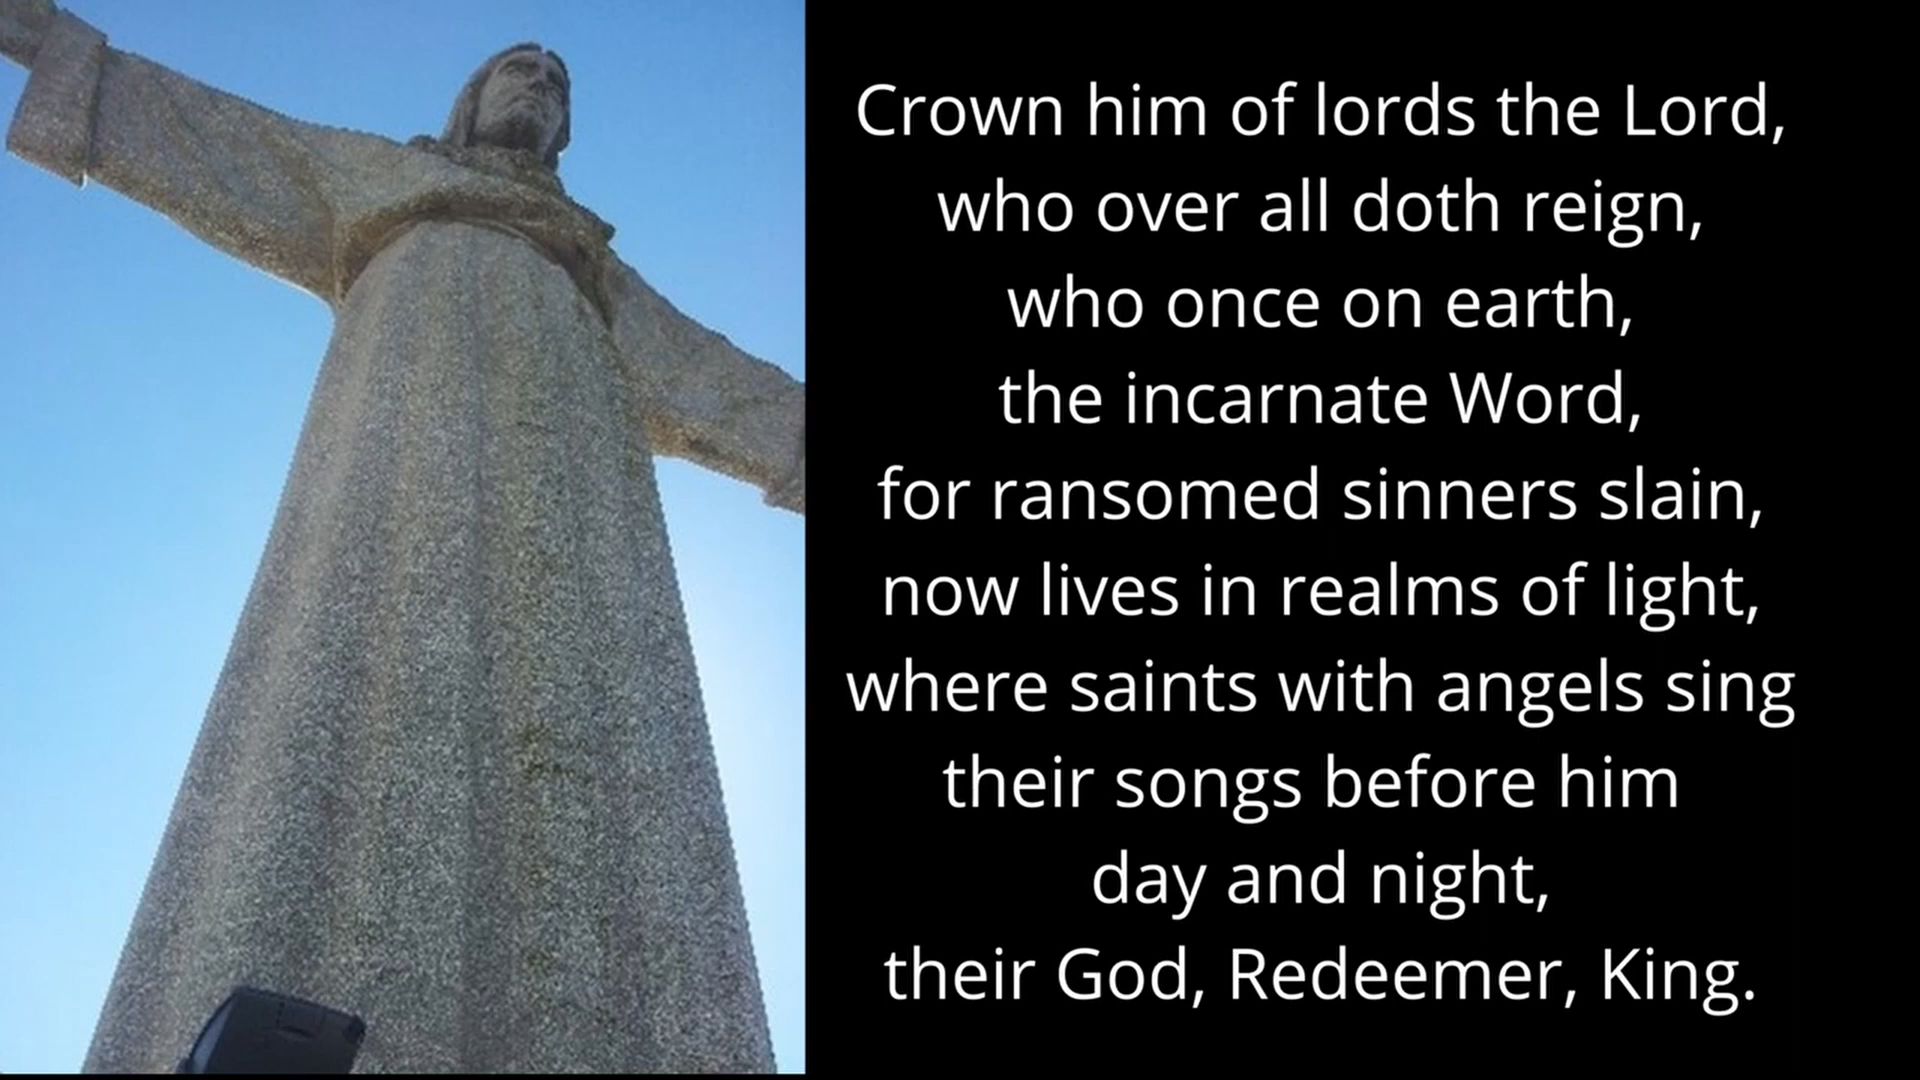 Crown him of lords the Lord,
who over all doth reign,
who once on earth,
the incarnate Word,
for ransomed sinners slain,
now lives in realms of light,
where saints with angels sing
their songs before him
day and night,
their God, Redeemer, King.